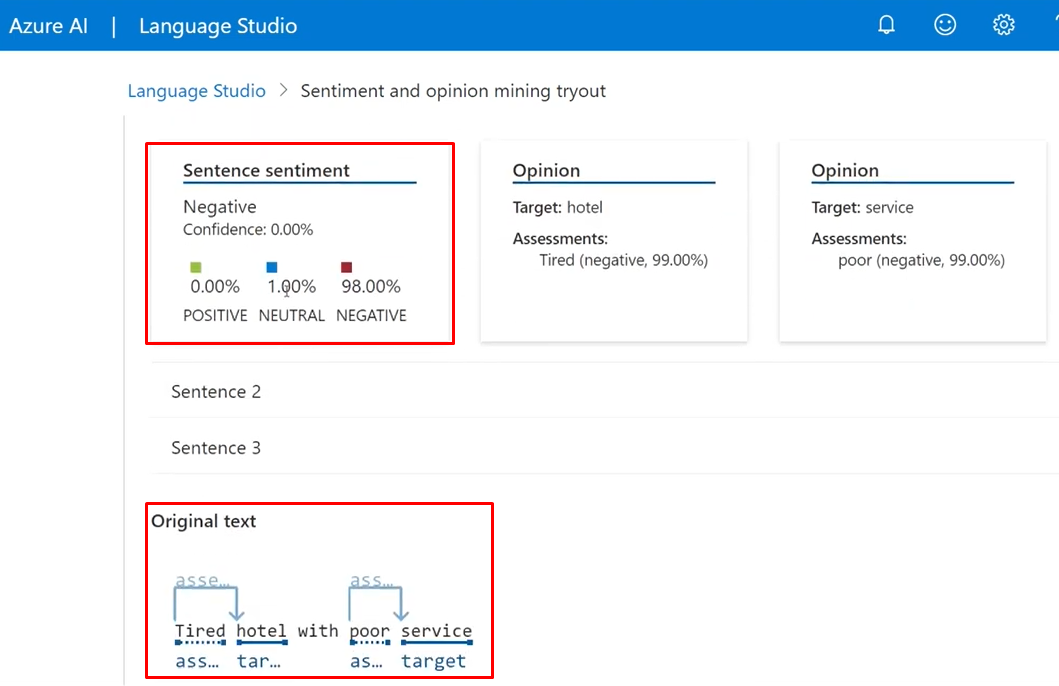 Azure AI | Language Studio
Language Studio > Sentiment and opinion mining tryout
Sentence sentiment
Negative
Confidence: 0.00%
0.00% 1.00% 98.00%
POSITIVE NEUTRAL NEGATIVE
Opinion
Target: hotel
Assessments:
Tired (negative, 99.00%)
Opinion
Target: service
Assessments:
poor (negative, 99.00%)
Sentence 2
Sentence 3
Original text
asse... ass...
Tired hotel with poor service
ass... tar... as... target